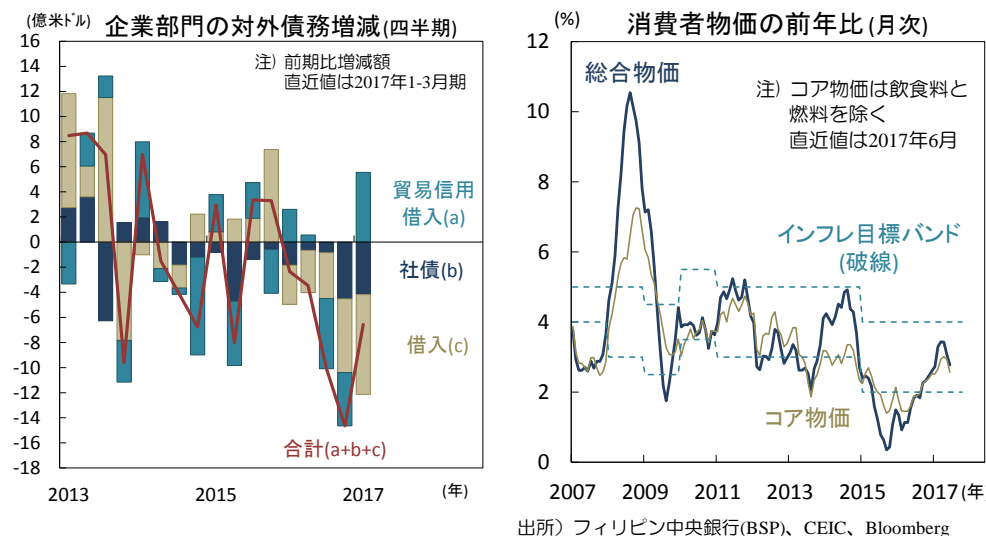 (億米ドル)
企業部門の対外債務増減(四半期)
16
14
12
10
8
6
4
2
0
-2
-4
-6
-8
-10
-12
-14
-16
-18
注) 前期比増減額
直近値は2017年1-3月期
貿易信用
借入(a)
社債(b)
借入(c)
合計(a+b+c)
2013
2015
2017
(年)
(%)
消費者物価の前年比(月次)
12
10
8
6
4
2
0
総合物価
注) コア物価は飲食料と
燃料を除く
直近値は2017年6月
インフレ目標バンド
(破線)
コア物価
2007
2009
2011
2013
2015
2017
(年)
出所）フィリピン中央銀行(BSP)、CEIC、Bloomberg